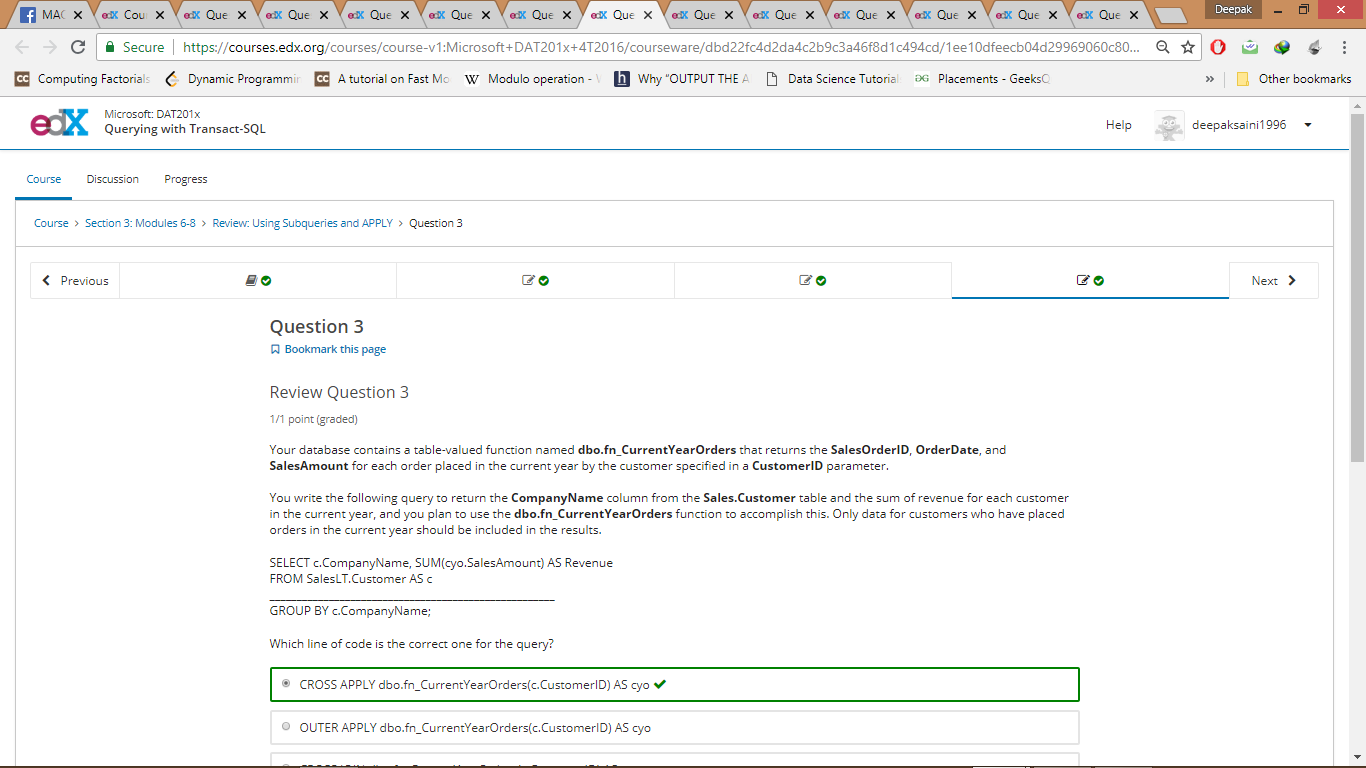 MAC Cou Que Que Que Que Que Que Que Que Que Que Que Que Deepak
Secure https://courses.edx.org/courses/course-v1:Microsoft+DAT201x+4T2016/courseware/dbd22fc4d2da4c2b9c3a46f8d1c494cd/1ee10dfeecb04d29969060c80...
Computing Factorials Dynamic Programmin A tutorial on Fast Mo Modulo operation - Why "OUTPUT THE A Data Science Tutorial Placements - GeeksQ » Other bookmarks
edX Microsoft: DAT201x
Querying with Transact-SQL
Help deepaksaini1996
Course Discussion Progress
Course > Section 3: Modules 6-8 > Review: Using Subqueries and APPLY > Question 3
Previous Next
Question 3
Bookmark this page
Review Question 3
1/1 point (graded)
Your database contains a table-valued function named dbo.fn_CurrentYearOrders that returns the SalesOrderID, OrderDate, and
SalesAmount for each order placed in the current year by the customer specified in a CustomerID parameter.
You write the following query to return the CompanyName column from the Sales.Customer table and the sum of revenue for each customer
in the current year, and you plan to use the dbo.fn_CurrentYearOrders function to accomplish this. Only data for customers who have placed
orders in the current year should be included in the results.
SELECT c.CompanyName, SUM(cyo.SalesAmount) AS Revenue
FROM SalesLT.Customer AS c
GROUP BY c.CompanyName;
Which line of code is the correct one for the query?
CROSS APPLY dbo.fn_CurrentYearOrders(c.CustomerID) AS cyo
OUTER APPLY dbo.fn_CurrentYearOrders(c.CustomerID) AS cyo